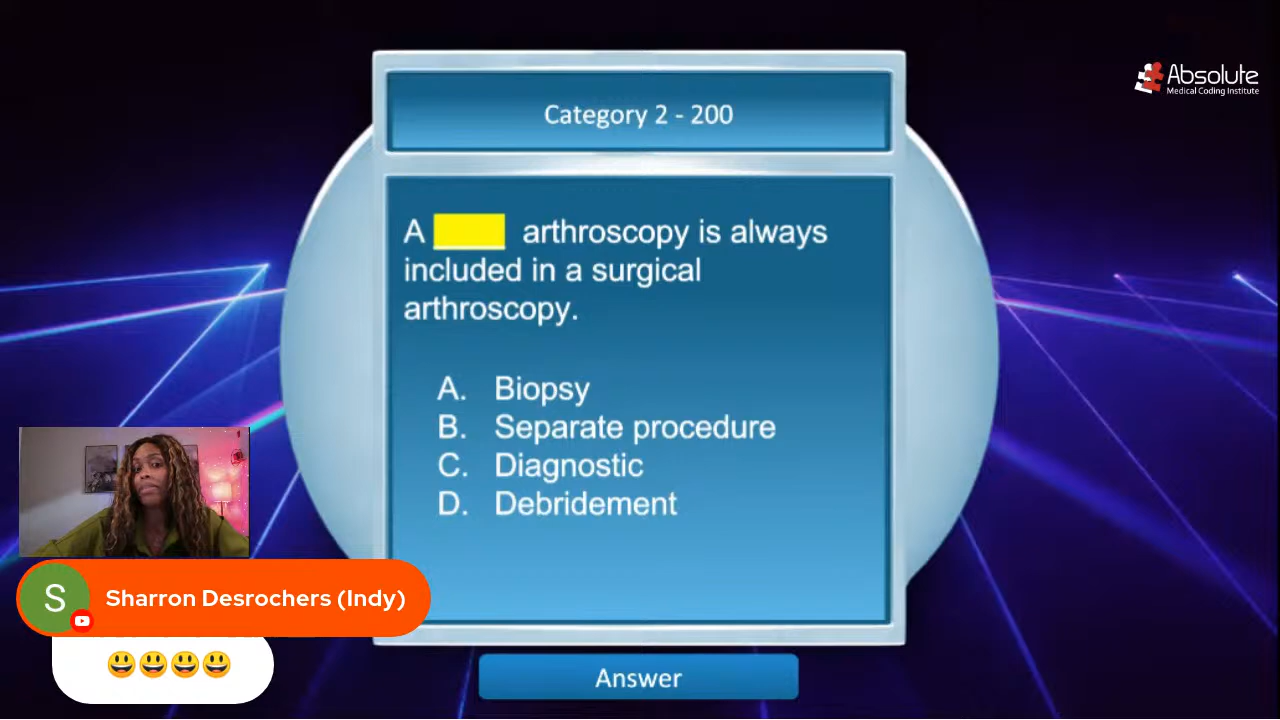 Absolute
Medical Coding Institute
Category 2 - 200
A arthroscopy is always
included in a surgical
arthroscopy.
A. Biopsy
B. Separate procedure
C. Diagnostic
D. Debridement
S
Sharron Desrochers (Indy)
😃😃😃😃
Answer